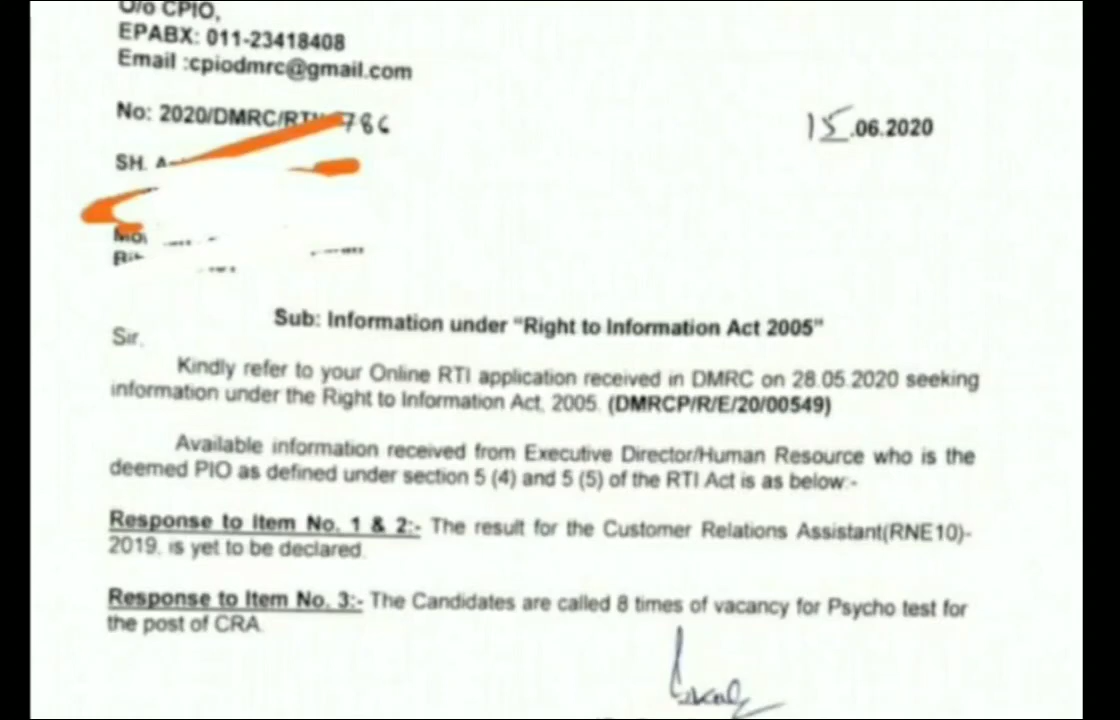 O/o CPIO,
EPABX: 011-23418408
Email :cpiodmrc@gmail.com
No: 2020/DMRC/RTI/ 786
15.06.2020
SH. A
Mo
Sub: Information under "Right to Information Act 2005"
Sir,
Kindly refer to your Online RTI application received in DMRC on 28.05.2020 seeking
information under the Right to Information Act, 2005. (DMRCP/R/E/20/00549)
Available information received from Executive Director/Human Resource who is the
deemed PIO as defined under section 5 (4) and 5 (5) of the RTI Act is as below:-
Response to Item No. 1 & 2:- The result for the Customer Relations Assistant(RNE10)-
2019, is yet to be declared.
Response to Item No. 3:- The Candidates are called 8 times of vacancy for Psycho test for
the post of CRA.